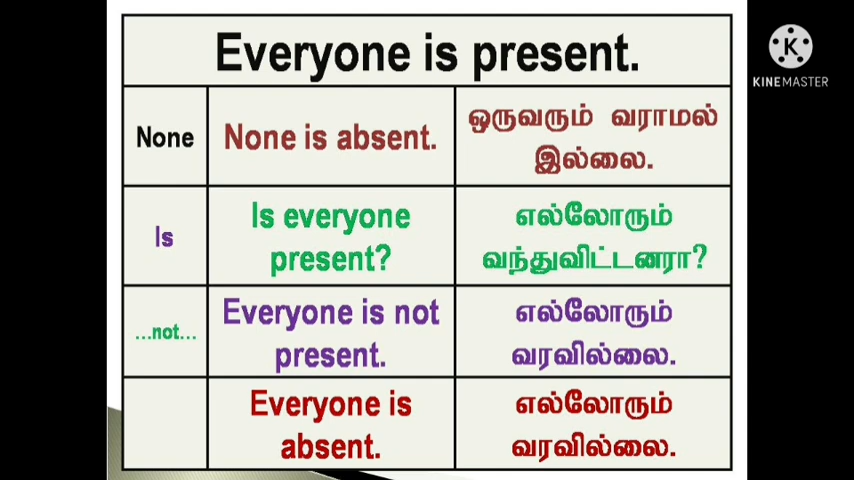 Everyone is present.
K
KINEMASTER
None
None is absent.
ஒருவரும் வராமல்
இல்லை.
Is
Is everyone
present?
எல்லோரும்
வந்துவிட்டனரா?
...not...
Everyone is not
present.
எல்லோரும்
வரவில்லை.
Everyone is
absent.
எல்லோரும்
வரவில்லை.